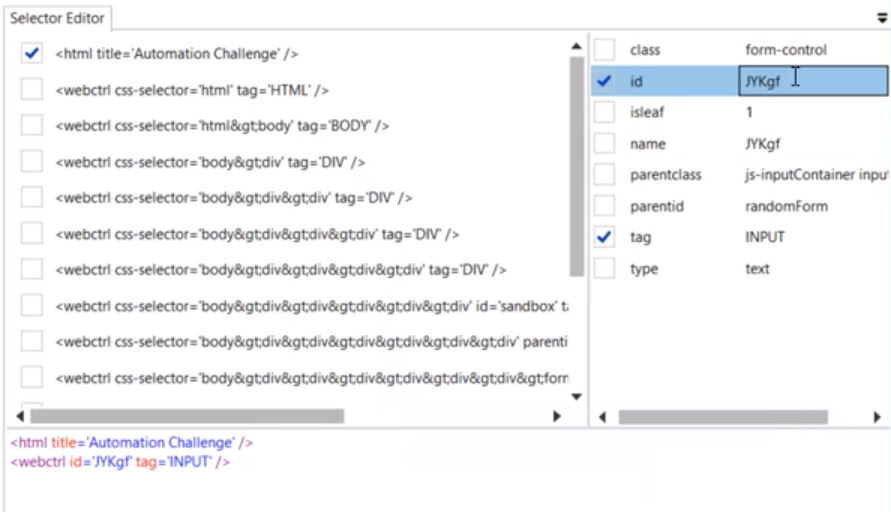 Selector Editor
<html title='Automation Challenge' />
<webctrl css-selector='html' tag='HTML' />
<webctrl css-selector='html&gt;body' tag='BODY' />
<webctrl css-selector='body&gt;div' tag='DIV' />
<webctrl css-selector='body&gt;div&gt;div' tag='DIV' />
<webctrl css-selector='body&gt;div&gt;div&gt;div' tag='DIV' />
<webctrl css-selector='body&gt;div&gt;div&gt;div&gt;div' tag='DIV' />
<webctrl css-selector='body&gt;div&gt;div&gt;div&gt;div&gt;div' id='sandbox' ta
<webctrl css-selector='body&gt;div&gt;div&gt;div&gt;div&gt;div&gt;div' parenti
<webctrl css-selector='body&gt;div&gt;div&gt;div&gt;div&gt;div&gt;div&gt;form
class form-control
id JYKgf
isleaf 1
name JYKgf
parentclass js-inputContainer input
parentid randomForm
tag INPUT
type text
<html title='Automation Challenge' />
<webctrl id='JYKgf' tag='INPUT' />